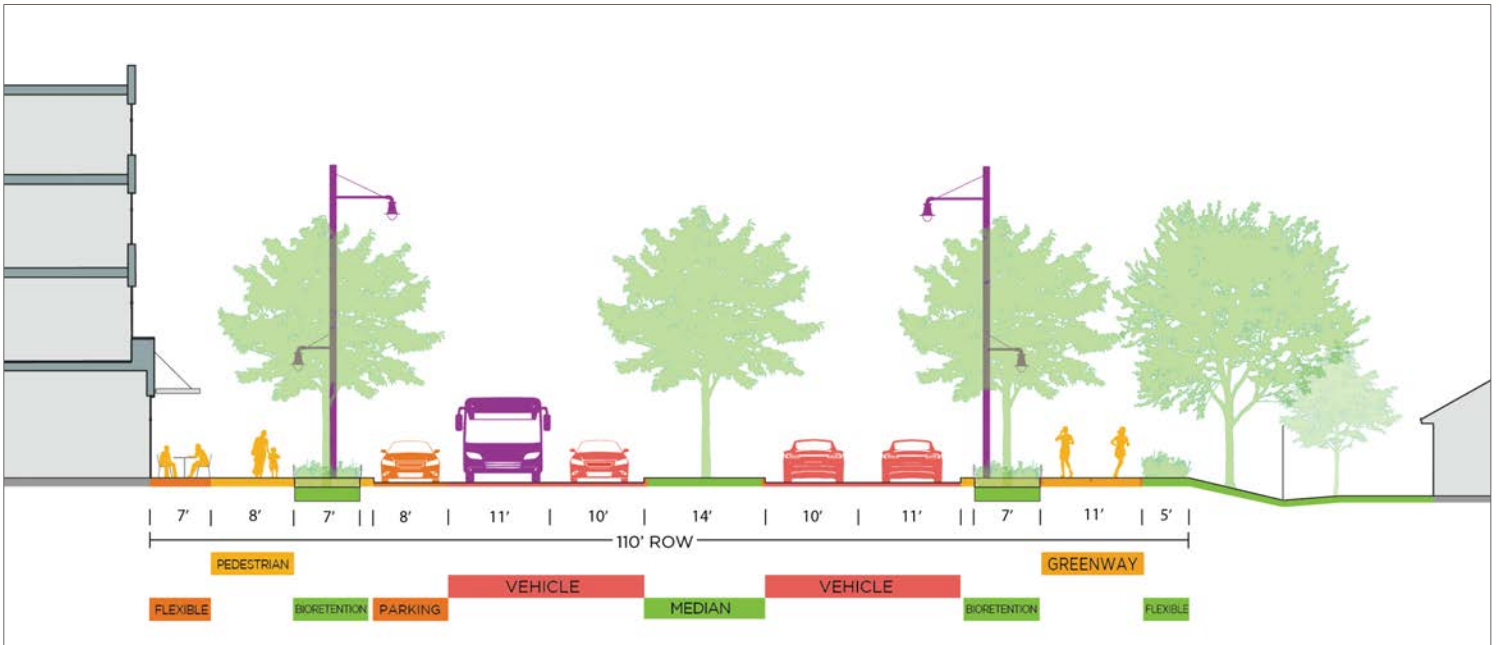 7' 8' 7' 8' 11' 10' 14' 10' 11' 7' 11' 5'
110' ROW
PEDESTRIAN GREENWAY
VEHICLE VEHICLE
FLEXIBLE BIORETENTION PARKING MEDIAN BIORETENTION FLEXIBLE